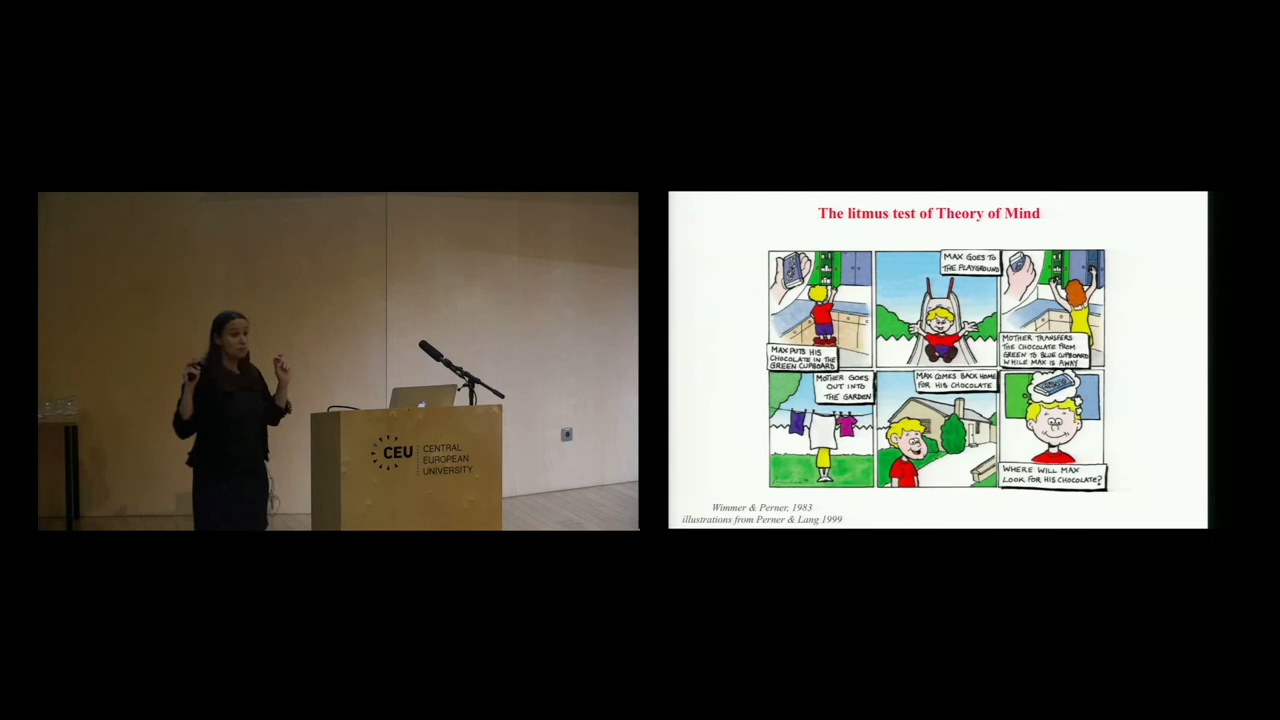 CEU
CENTRAL
EUROPEAN
UNIVERSITY
The litmus test of Theory of Mind
MAX PUTS HIS
CHOCOLATE IN THE
GREEN CUPBOARD
MAX GOES TO
THE PLAYGROUND
MOTHER TRANSFERS
THE CHOCOLATE FROM
GREEN TO BLUE CUPBOARD
WHILE MAX IS AWAY
MOTHER GOES
OUT INTO
THE GARDEN
MAX COMES BACK HOME
FOR HIS CHOCOLATE
WHERE WILL MAX
LOOK FOR HIS CHOCOLATE?
Wimmer & Perner, 1983
illustrations from Perner & Lang 1999